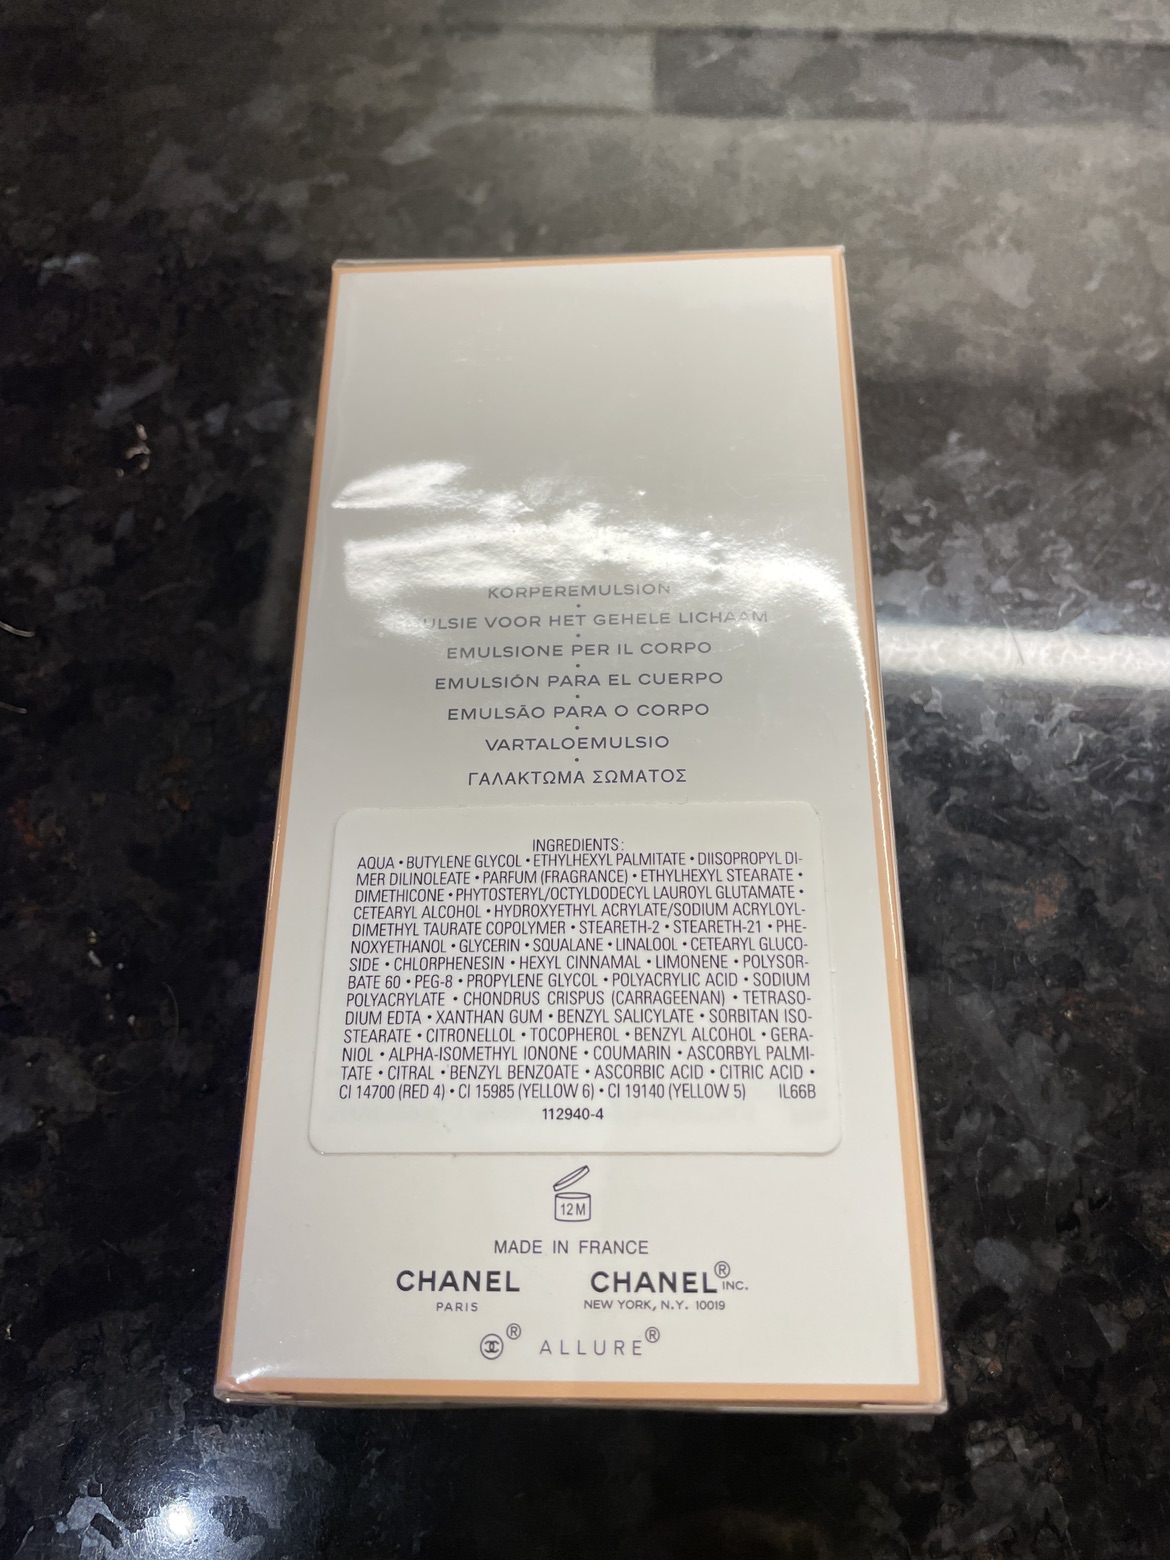 KÖRPEREMULSION
•
VOOR HET GEHELE LICHAAM
•
EMULSIONE PER IL CORPO
•
EMULSIÓN PARA EL CUERPO
•
EMULSÃO PARA O CORPO
•
VARTALOEMULSIO
•
ΓΑΛΑΚΤΩΜΑ ΣΩΜΑΤΟΣ
INGREDIENTS :
AQUA • BUTYLENE GLYCOL • ETHYLHEXYL PALMITATE • DIISOPROPYL DI-
MER DILINOLEATE • PARFUM (FRAGRANCE) • ETHYLHEXYL STEARATE •
DIMETHICONE • PHYTOSTERYL/OCTYLDODECYL LAUROYL GLUTAMATE •
CETEARYL ALCOHOL • HYDROXYETHYL ACRYLATE/SODIUM ACRYLOYL-
DIMETHYL TAURATE COPOLYMER • STEARETH-2 • STEARETH-21 • PHE-
NOXYETHANOL • GLYCERIN • SQUALANE • LINALOOL • CETEARYL GLUCO-
SIDE • CHLORPHENESIN • HEXYL CINNAMAL • LIMONENE • POLYSOR-
BATE 60 • PEG-8 • PROPYLENE GLYCOL • POLYACRYLIC ACID • SODIUM
POLYACRYLATE • CHONDRUS CRISPUS (CARRAGEENAN) • TETRASO-
DIUM EDTA • XANTHAN GUM • BENZYL SALICYLATE • SORBITAN ISO-
STEARATE • CITRONELLOL • TOCOPHEROL • BENZYL ALCOHOL • GERA-
NIOL • ALPHA-ISOMETHYL IONONE • COUMARIN • ASCORBYL PALMI-
TATE • CITRAL • BENZYL BENZOATE • ASCORBIC ACID • CITRIC ACID •
CI 14700 (RED 4) • CI 15985 (YELLOW 6) • CI 19140 (YELLOW 5) IL66B
112940-4
12 M
MADE IN FRANCE
CHANEL CHANEL® INC.
PARIS NEW YORK, N.Y. 10019
® ALLURE®